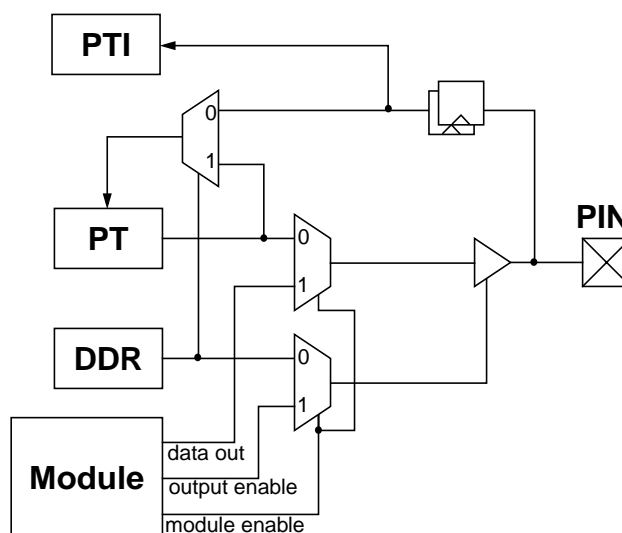 PTI
0
1
PT
PIN
0
1
DDR
0
1
Module
data out
output enable
module enable